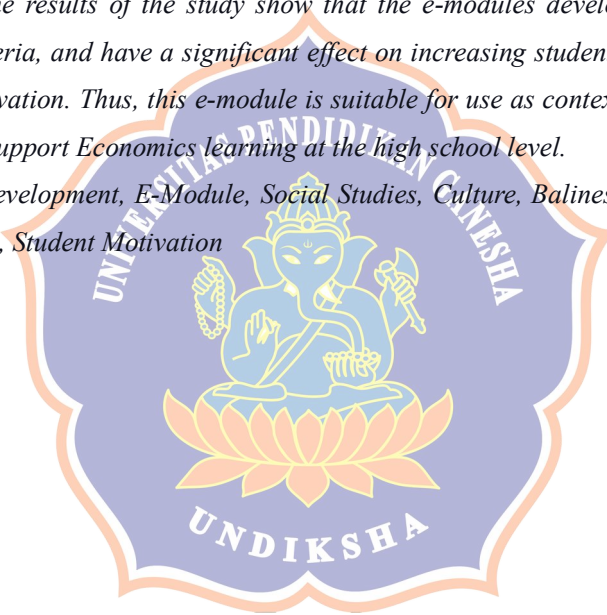 e results of the study show that the e-modules develo
eria, and have a significant effect on increasing studen
vation. Thus, this e-module is suitable for use as contex
upport Economics learning at the high school level.
evelopment, E-Module, Social Studies, Culture, Balines
, Student Motivation
UNIVERSITAS PENDIDIKAN GANESHA
UNDIKSHA